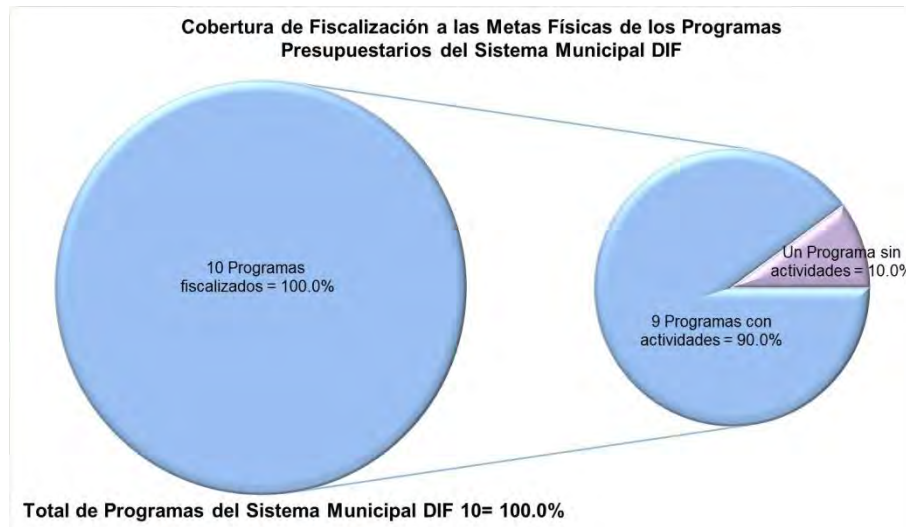 Cobertura de Fiscalización a las Metas Físicas de los Programas
Presupuestarios del Sistema Municipal DIF
10 Programas
fiscalizados = 100.0%
Un Programa sin
actividades = 10.0%
9 Programas con
actividades = 90.0%
Total de Programas del Sistema Municipal DIF 10= 100.0%